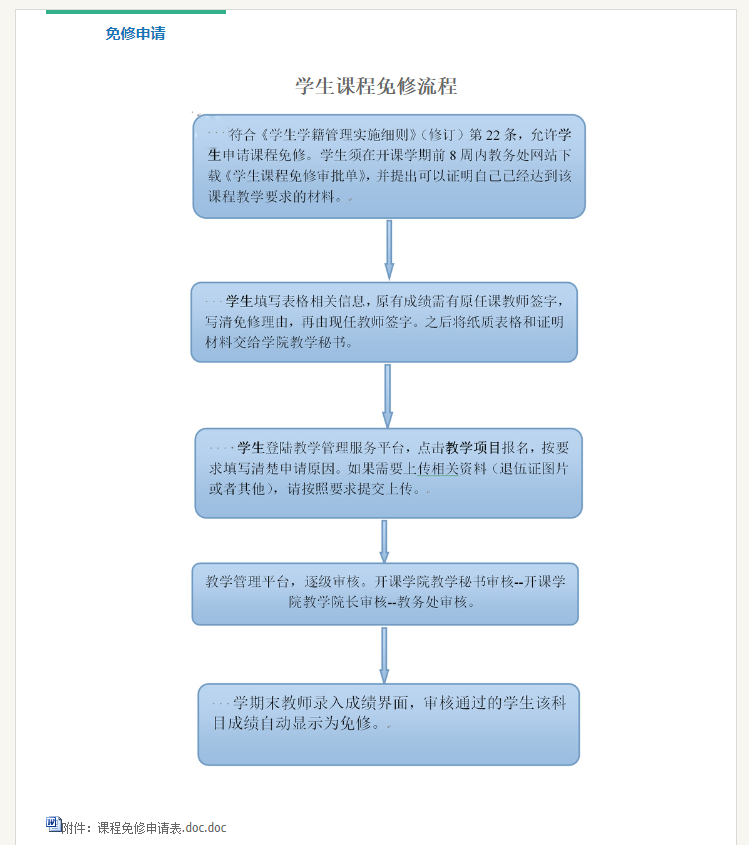 免修申请
学生课程免修流程
符合《学生学籍管理实施细则》（修订）第 22 条，允许学
生申请课程免修。学生须在开课学期前 8 周内教务处网站下
载《学生课程免修审批单》，并提出可以证明自己已经达到该
课程教学要求的材料。
学生填写表格相关信息，原有成绩需有原任课教师签字，
写清免修理由，再由现任教师签字。之后将纸质表格和证明
材料交给学院教学秘书。
学生登陆教学管理服务平台，点击教学项目报名，按要
求填写清楚申请原因。如果需要上传相关资料（退伍证图片
或者其他），请按照要求提交上传。
教学管理平台，逐级审核。开课学院教学秘书审核--开课学
院教学院长审核--教务处审核。
学期末教师录入成绩界面，审核通过的学生该科
目成绩自动显示为免修。
附件：课程免修申请表.doc.doc